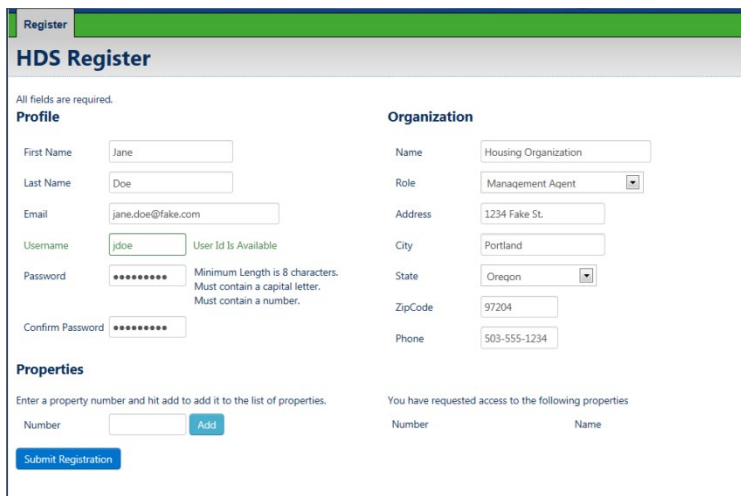 Register
HDS Register
All fields are required.
Profile
First Name Jane
Last Name Doe
Email jane.doe@fake.com
Username jdoe User Id Is Available
Password ●●●●●●●●● Minimum Length is 8 characters.
Must contain a capital letter.
Must contain a number.
Confirm Password ●●●●●●●●●
Organization
Name Housing Organization
Role Management Agent
Address 1234 Fake St.
City Portland
State Oregon
ZipCode 97204
Phone 503-555-1234
Properties
Enter a property number and hit add to add it to the list of properties.
Number Add
You have requested access to the following properties
Number Name
Submit Registration